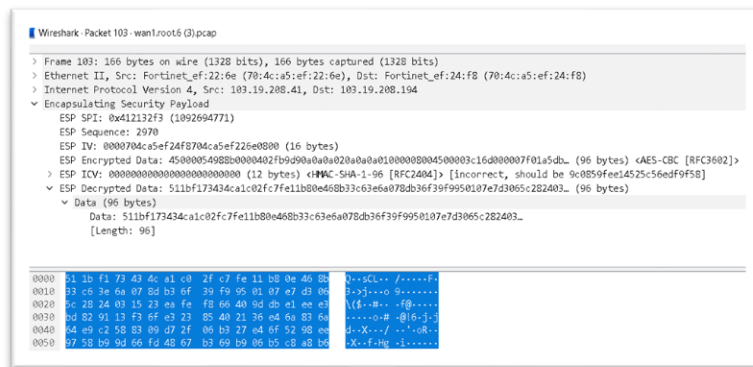 Wireshark · Packet 103 · wan1.root.6 (3).pcap
> Frame 103: 166 bytes on wire (1328 bits), 166 bytes captured (1328 bits)
> Ethernet II, Src: Fortinet_ef:22:6e (70:4c:a5:ef:22:6e), Dst: Fortinet_ef:24:f8 (70:4c:a5:ef:24:f8)
> Internet Protocol Version 4, Src: 103.19.208.41, Dst: 103.19.208.194
Encapsulating Security Payload
ESP SPI: 0x412132f3 (1092694771)
ESP Sequence: 2970
ESP IV: 0000704ca5ef24f8704ca5ef226e0800 (16 bytes)
ESP Encrypted Data: 45000054988b0000402fb9d90a0a0a020a0a0a01000008004500003c16d000007f01a5db… (96 bytes) <AES-CBC [RFC3602]>
> ESP ICV: 000000000000000000000000 (12 bytes) <HMAC-SHA-1-96 [RFC2404]> [incorrect, should be 9c0859fee14525c56edf9f58]
ESP Decrypted Data: 511bf173434ca1c02fc7fe11b80e468b33c63e6a078db36f39f9950107e7d3065c282403… (96 bytes)
Data (96 bytes)
Data: 511bf173434ca1c02fc7fe11b80e468b33c63e6a078db36f39f9950107e7d3065c282403…
[Length: 96]
0000 51 1b f1 73 43 4c a1 c0 2f c7 fe 11 b8 0e 46 8b Q··sCL·· /·····F·
0010 33 c6 3e 6a 07 8d b3 6f 39 f9 95 01 07 e7 d3 06 3·>j···o 9·······
0020 5c 28 24 03 15 23 ea fe f8 66 40 9d db e1 ee e3 \($··#·· ·f@·····
0030 bd 82 91 13 f3 6f e3 23 85 40 21 36 e4 6a 83 6a ·····o·# ·@!6·j·j
0040 64 e9 c2 58 83 09 d7 2f 06 b3 27 e4 6f 52 98 ee d··X···/ ··'·oR··
0050 97 58 b9 9d 66 fd 48 67 b3 69 b9 06 b5 c8 a8 b6 ·X··f·Hg ·i······